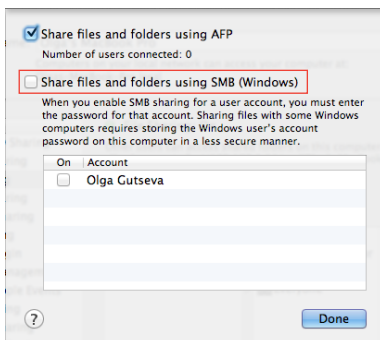 Share files and folders using AFP
Number of users connected: 0
Share files and folders using SMB (Windows)
When you enable SMB sharing for a user account, you must enter
the password for that account. Sharing files with some Windows
computers requires storing the Windows user's account
password on this computer in a less secure manner.
On Account
Olga Gutseva
? Done